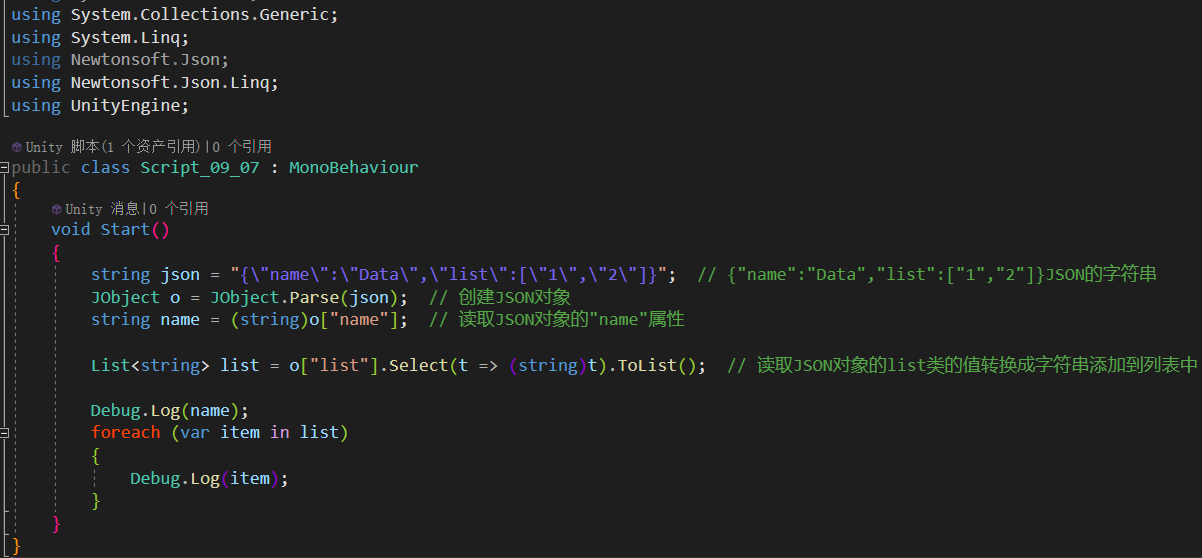 using System.Collections.Generic;
using System.Linq;
using Newtonsoft.Json;
using Newtonsoft.Json.Linq;
using UnityEngine;
Unity 脚本(1 个资产引用)|0 个引用
public class Script_09_07 : MonoBehaviour
{
Unity 消息|0 个引用
void Start()
{
string json = "{\"name\":\"Data\",\"list\":[\"1\",\"2\"]}"; // {"name":"Data","list":["1","2"]}JSON的字符串
JObject o = JObject.Parse(json); // 创建JSON对象
string name = (string)o["name"]; // 读取JSON对象的"name"属性
List<string> list = o["list"].Select(t => (string)t).ToList(); // 读取JSON对象的list类的值转换成字符串添加到列表中
Debug.Log(name);
foreach (var item in list)
{
Debug.Log(item);
}
}
}